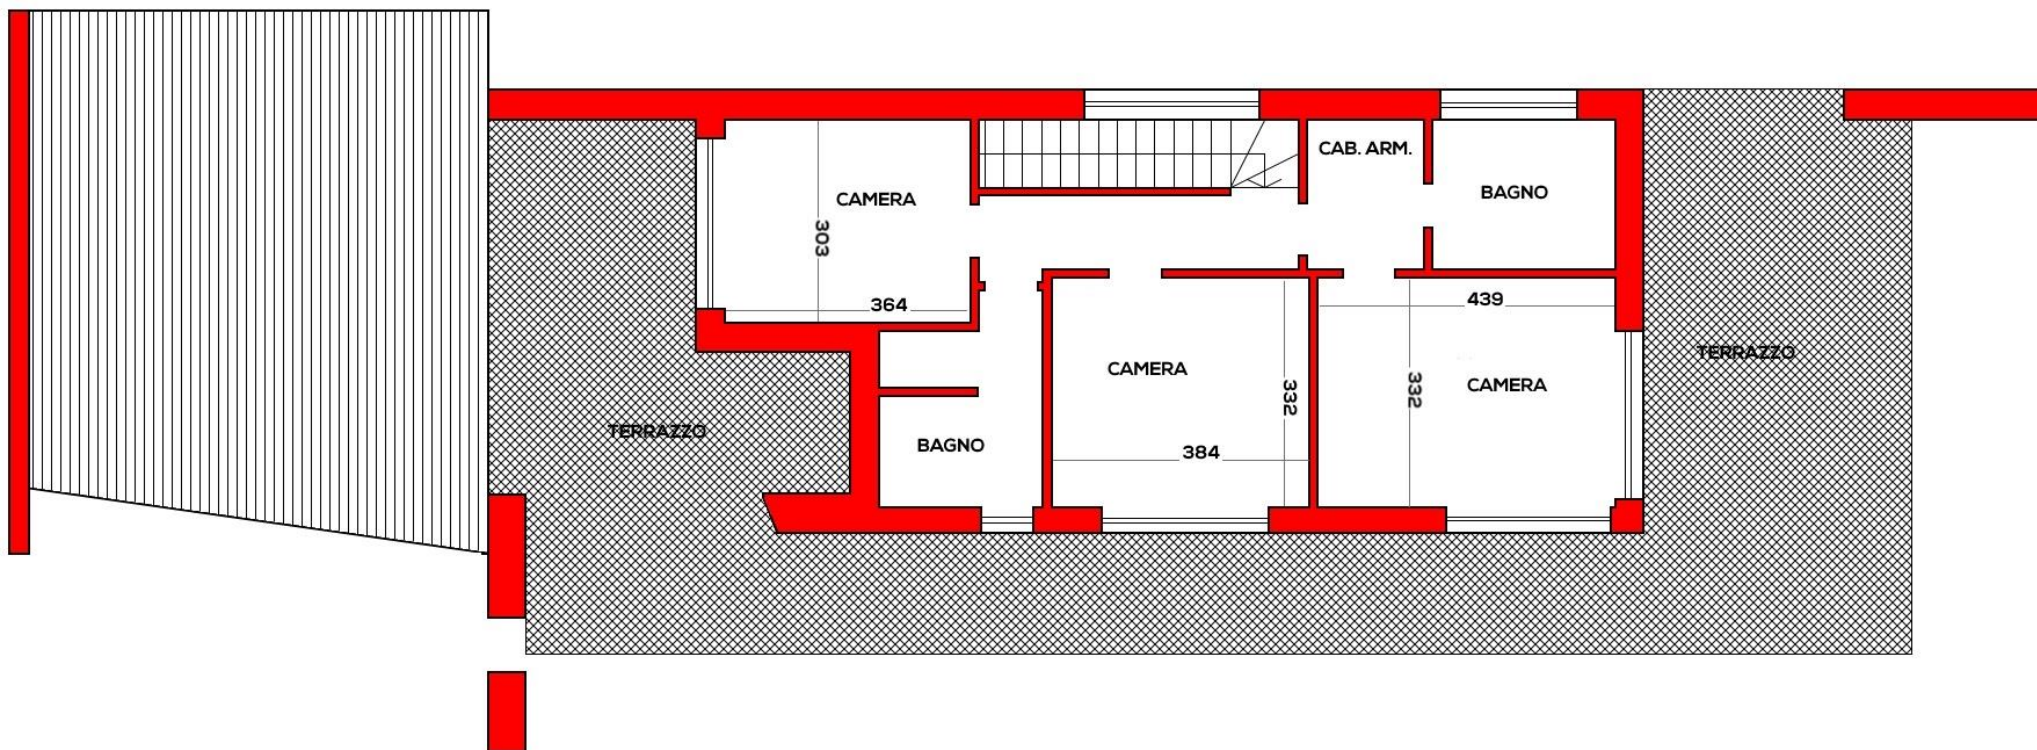 CAB. ARM.
CAMERA
BAGNO
303
364
439
TERRAZZO
CAMERA
332
332
CAMERA
TERRAZZO
BAGNO
384